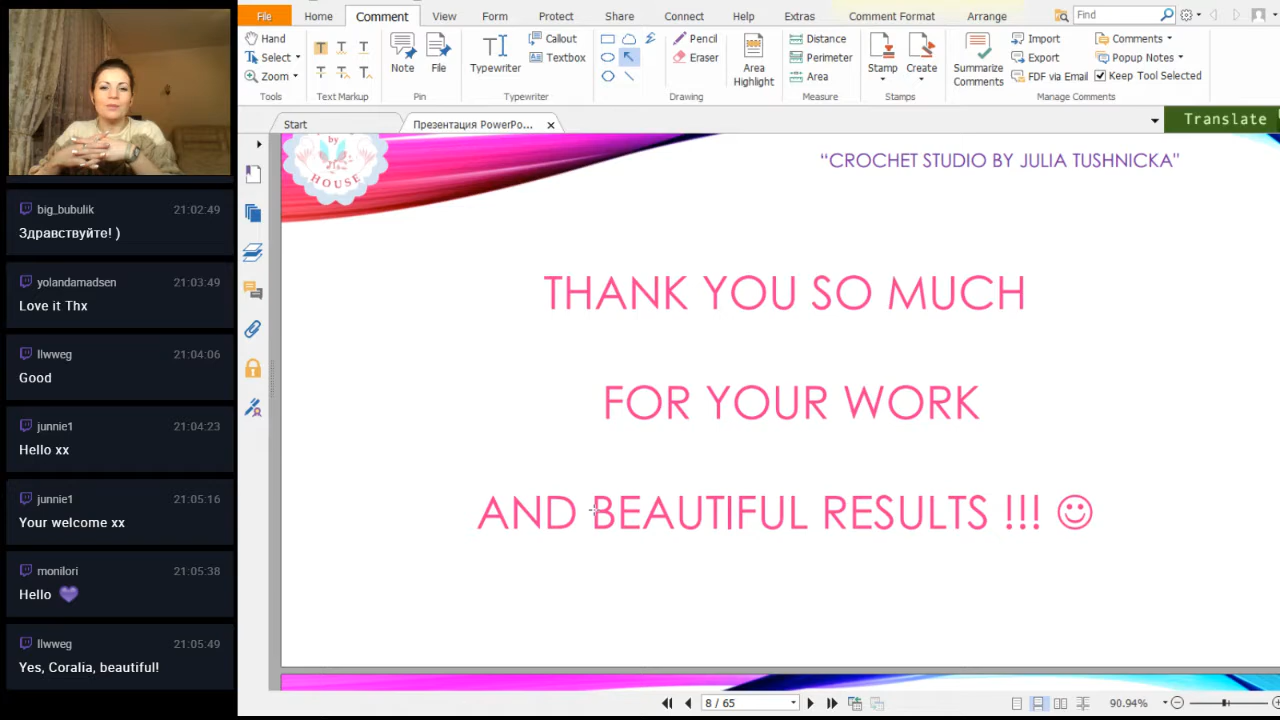 File
Home
Comment
View
Form
Protect
Share
Connect
Help
Extras
Comment Format
Arrange
Find
Hand
Select
Zoom
Tools
Text Markup
Note
File
Pin
Typewriter
Callout
Textbox
Typewriter
Pencil
Eraser
Drawing
Area Highlight
Distance
Perimeter
Area
Measure
Stamp
Create
Stamps
Summarize Comments
Import
Export
FDF via Email
Comments
Popup Notes
Keep Tool Selected
Manage Comments
Start
Презентация PowerPo...
Translate
by
HOUSE
“CROCHET STUDIO BY JULIA TUSHNICKA”
THANK YOU SO MUCH
FOR YOUR WORK
AND BEAUTIFUL RESULTS !!! ☺
big_bubulik 21:02:49
Здравствуйте! )
yolandamadsen 21:03:49
Love it Thx
llwweg 21:04:06
Good
junnie1 21:04:23
Hello xx
junnie1 21:05:16
Your welcome xx
monilori 21:05:38
Hello 💜
llwweg 21:05:49
Yes, Coralia, beautiful!
8 / 65
90.94%